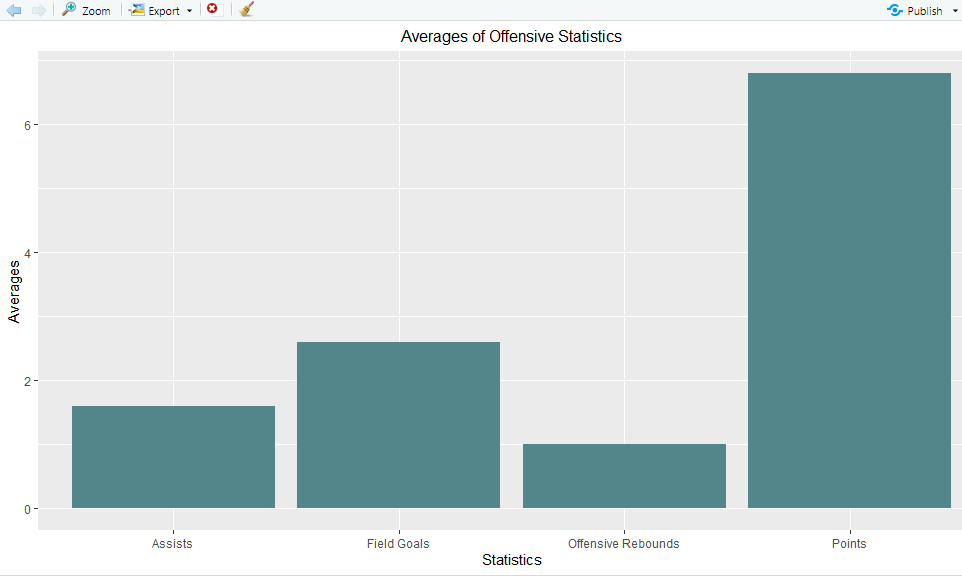 Zoom Export Publish
Averages of Offensive Statistics
Averages
6
4
2
0
Assists Field Goals Offensive Rebounds Points
Statistics